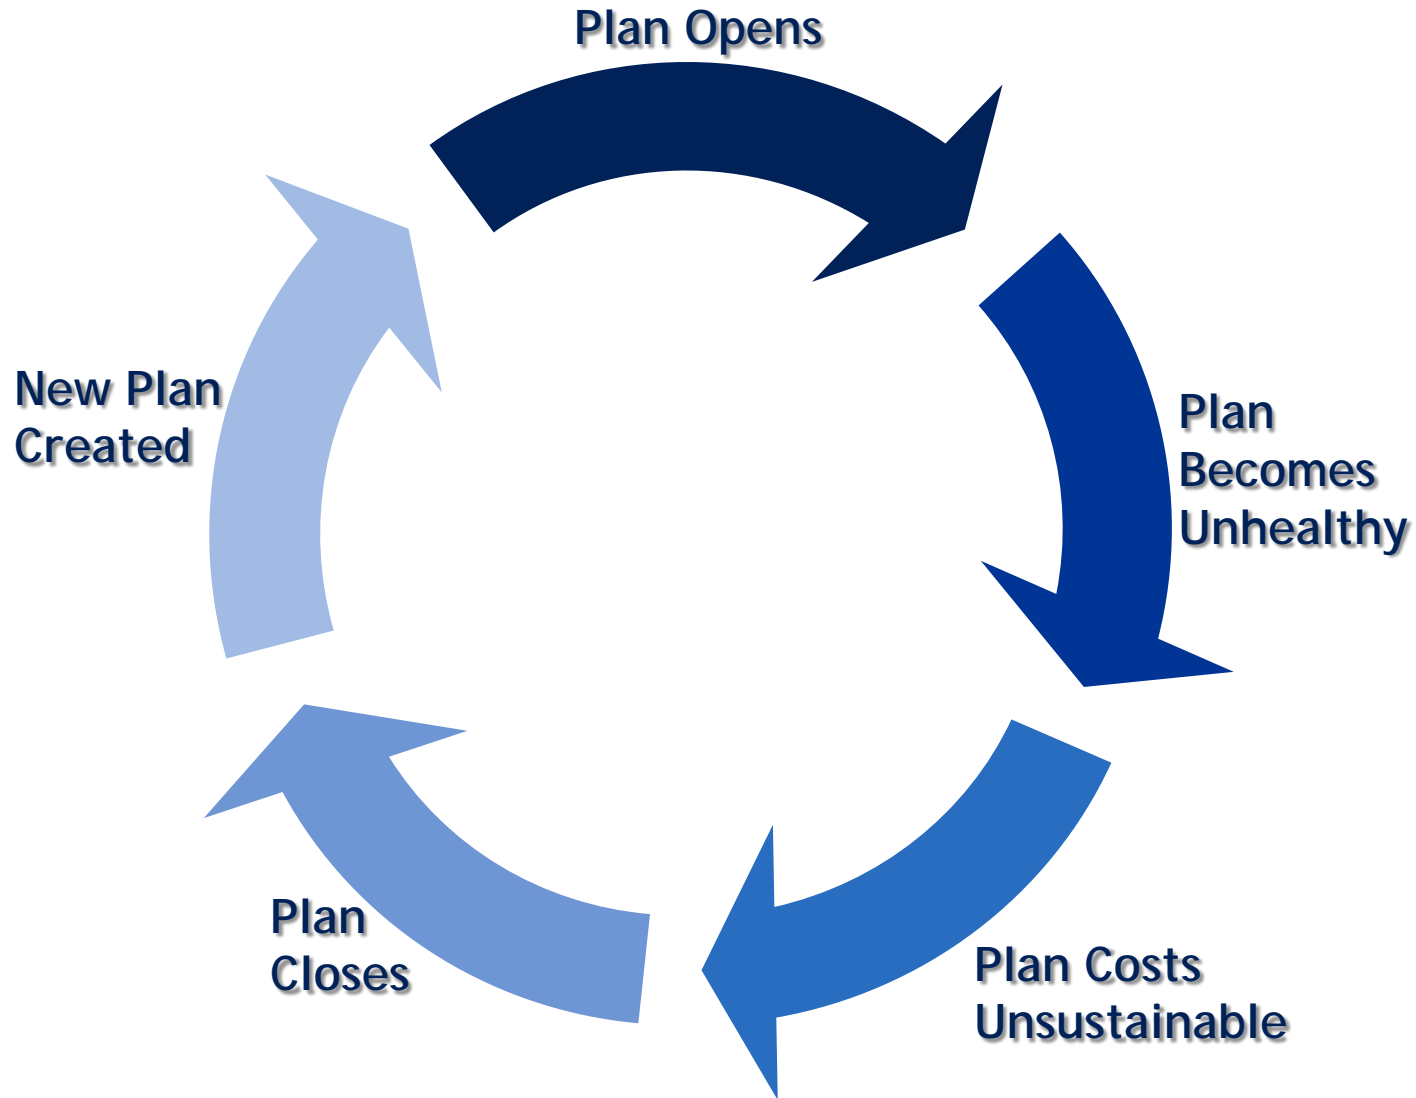 Plan Opens
Plan
Becomes
Unhealthy
Plan Costs
Unsustainable
Plan
Closes
New Plan
Created